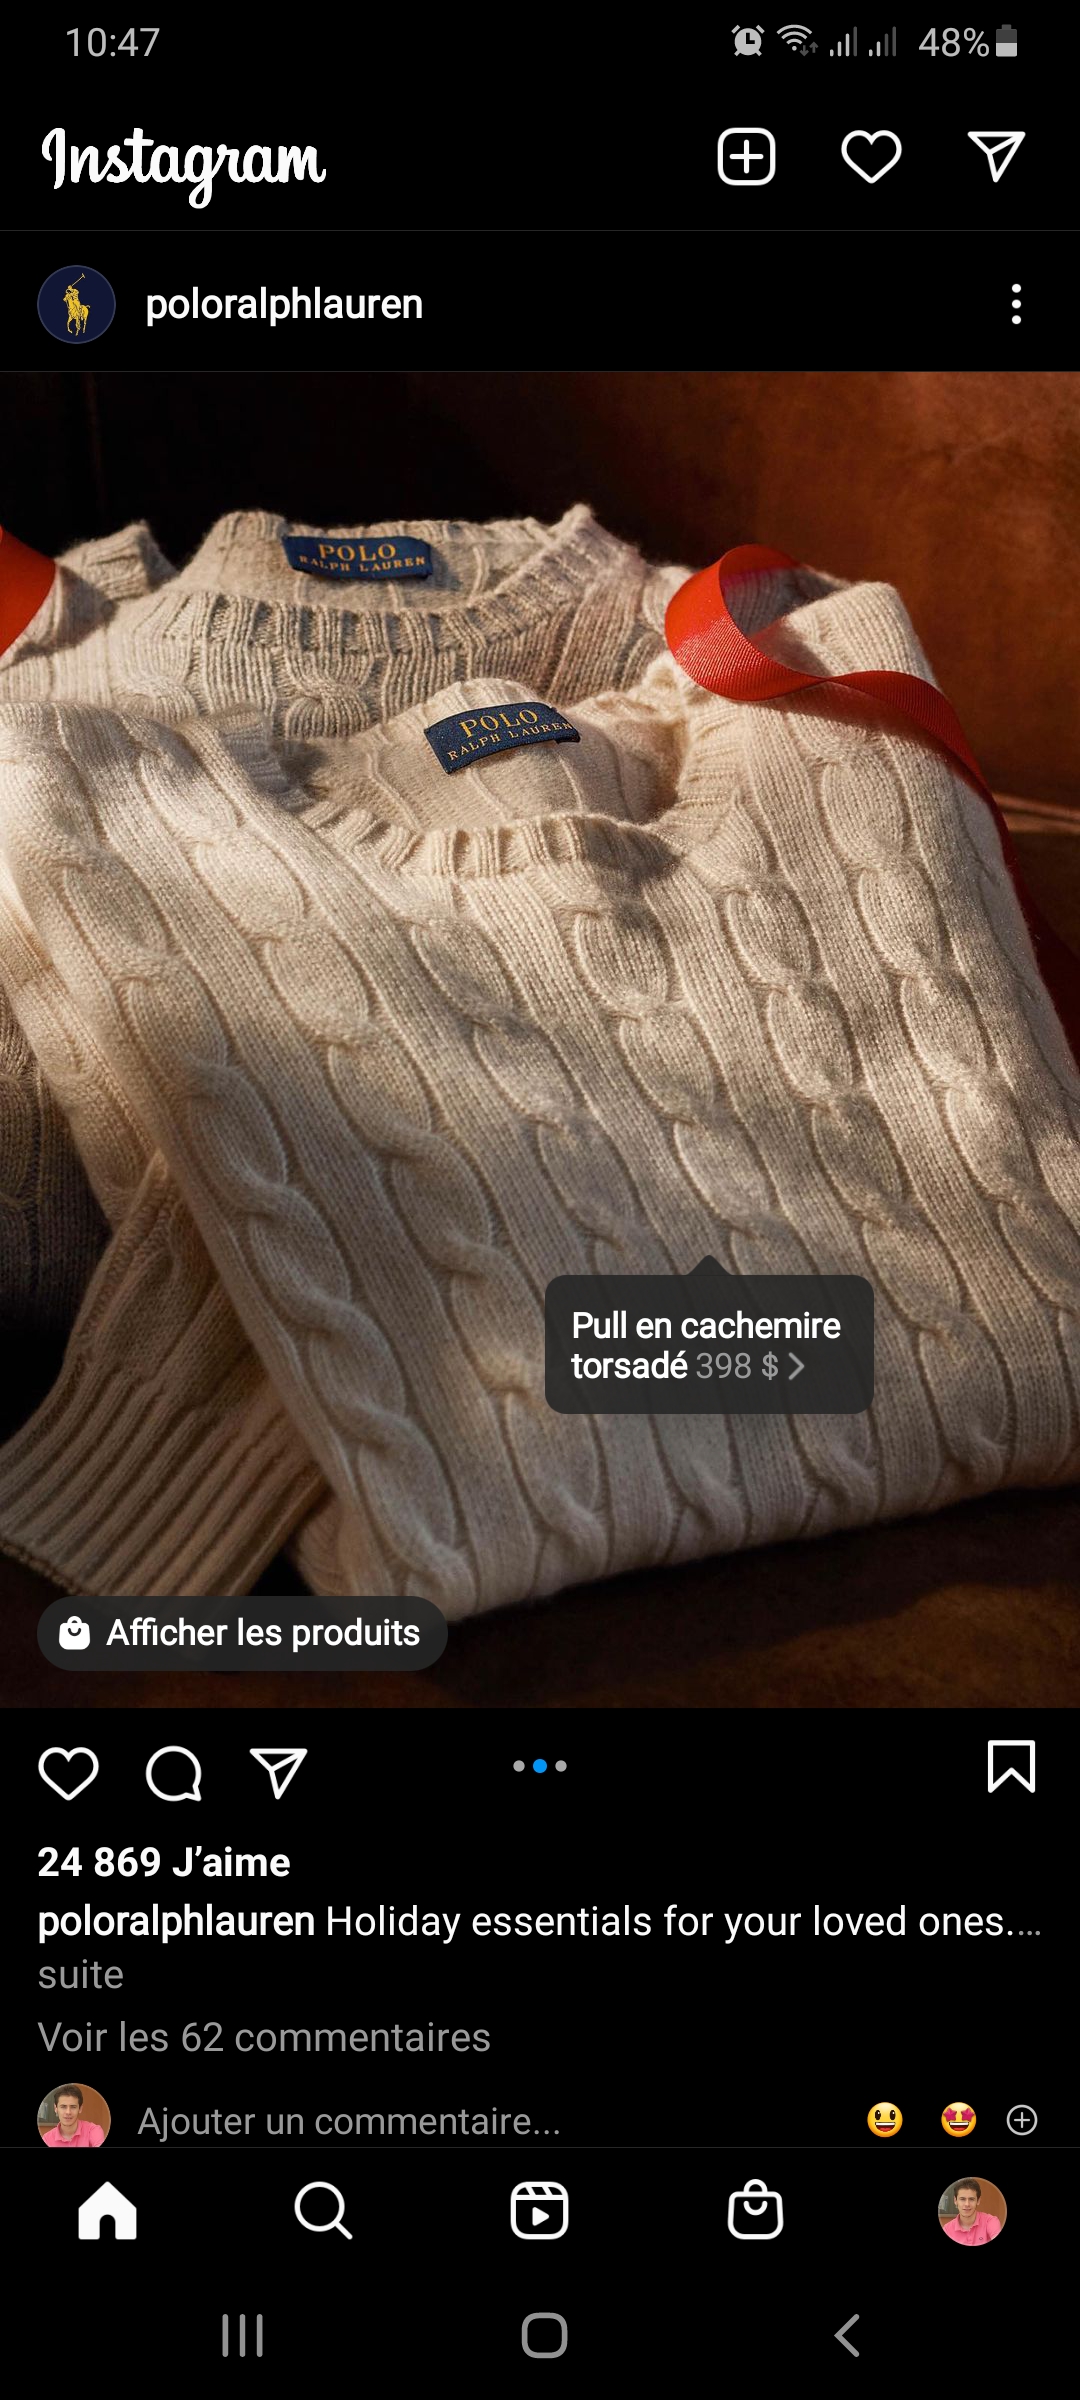 10:47
48%
Instagram
poloralphlauren
POLO
RALPH LAUREN
POLO
RALPH LAUREN
Pull en cachemire
torsadé 398 $
Afficher les produits
24 869 J’aime
poloralphlauren Holiday essentials for your loved ones....
suite
Voir les 62 commentaires
Ajouter un commentaire...